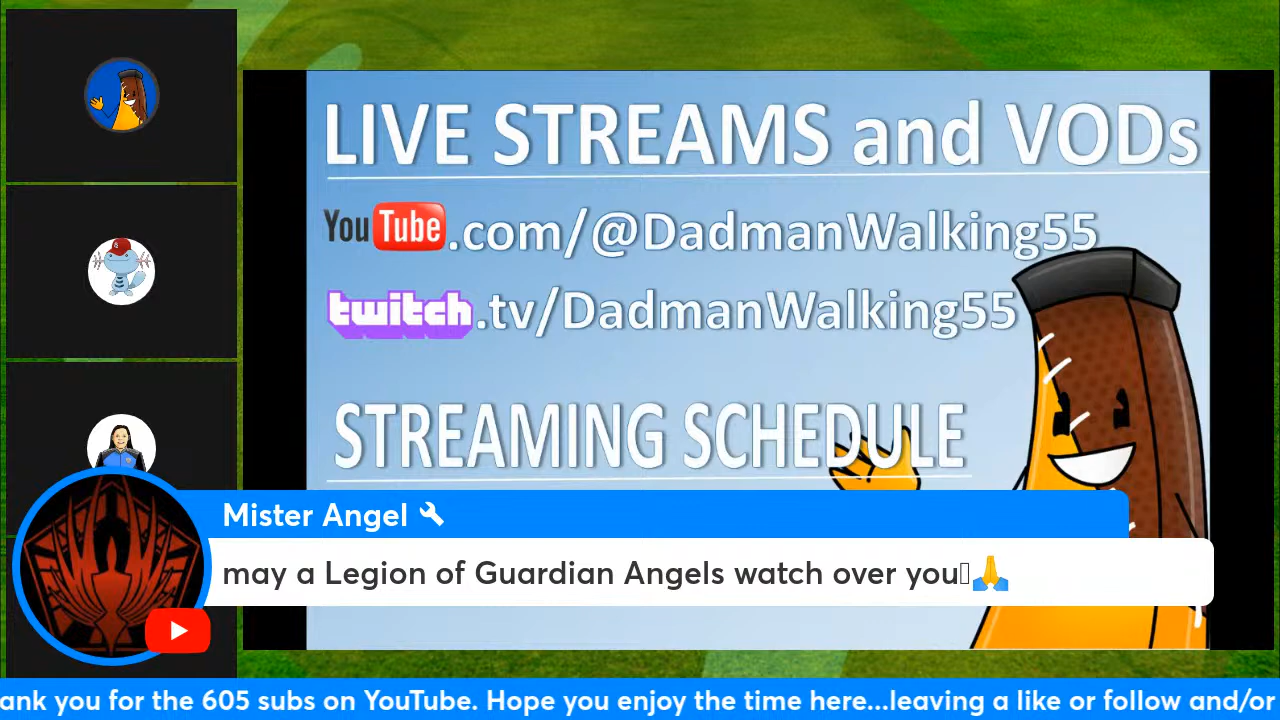 LIVE STREAMS and VODs
YouTube.com/@DadmanWalking55
twitch.tv/DadmanWalking55
STREAMING SCHEDULE
Mister Angel
may a Legion of Guardian Angels watch over you🙏
ank you for the 605 subs on YouTube. Hope you enjoy the time here...leaving a like or follow and/or